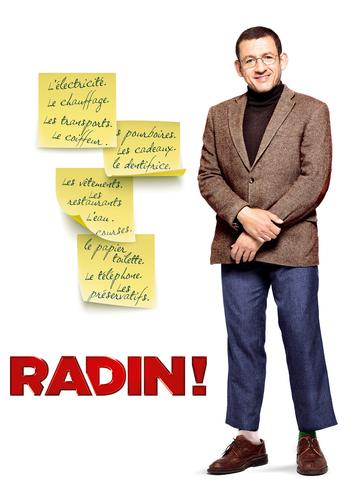 L'électricité.
Le chauffage.
Les transports.
Le coiffeur.
s pourboires.
Les cadeaux.
le dentifrice.
Les vêtements.
Les
restaurants
L'eau.
courses.
le papier
toilette.
Le téléphone.
Les
préservatifs.
RADIN!